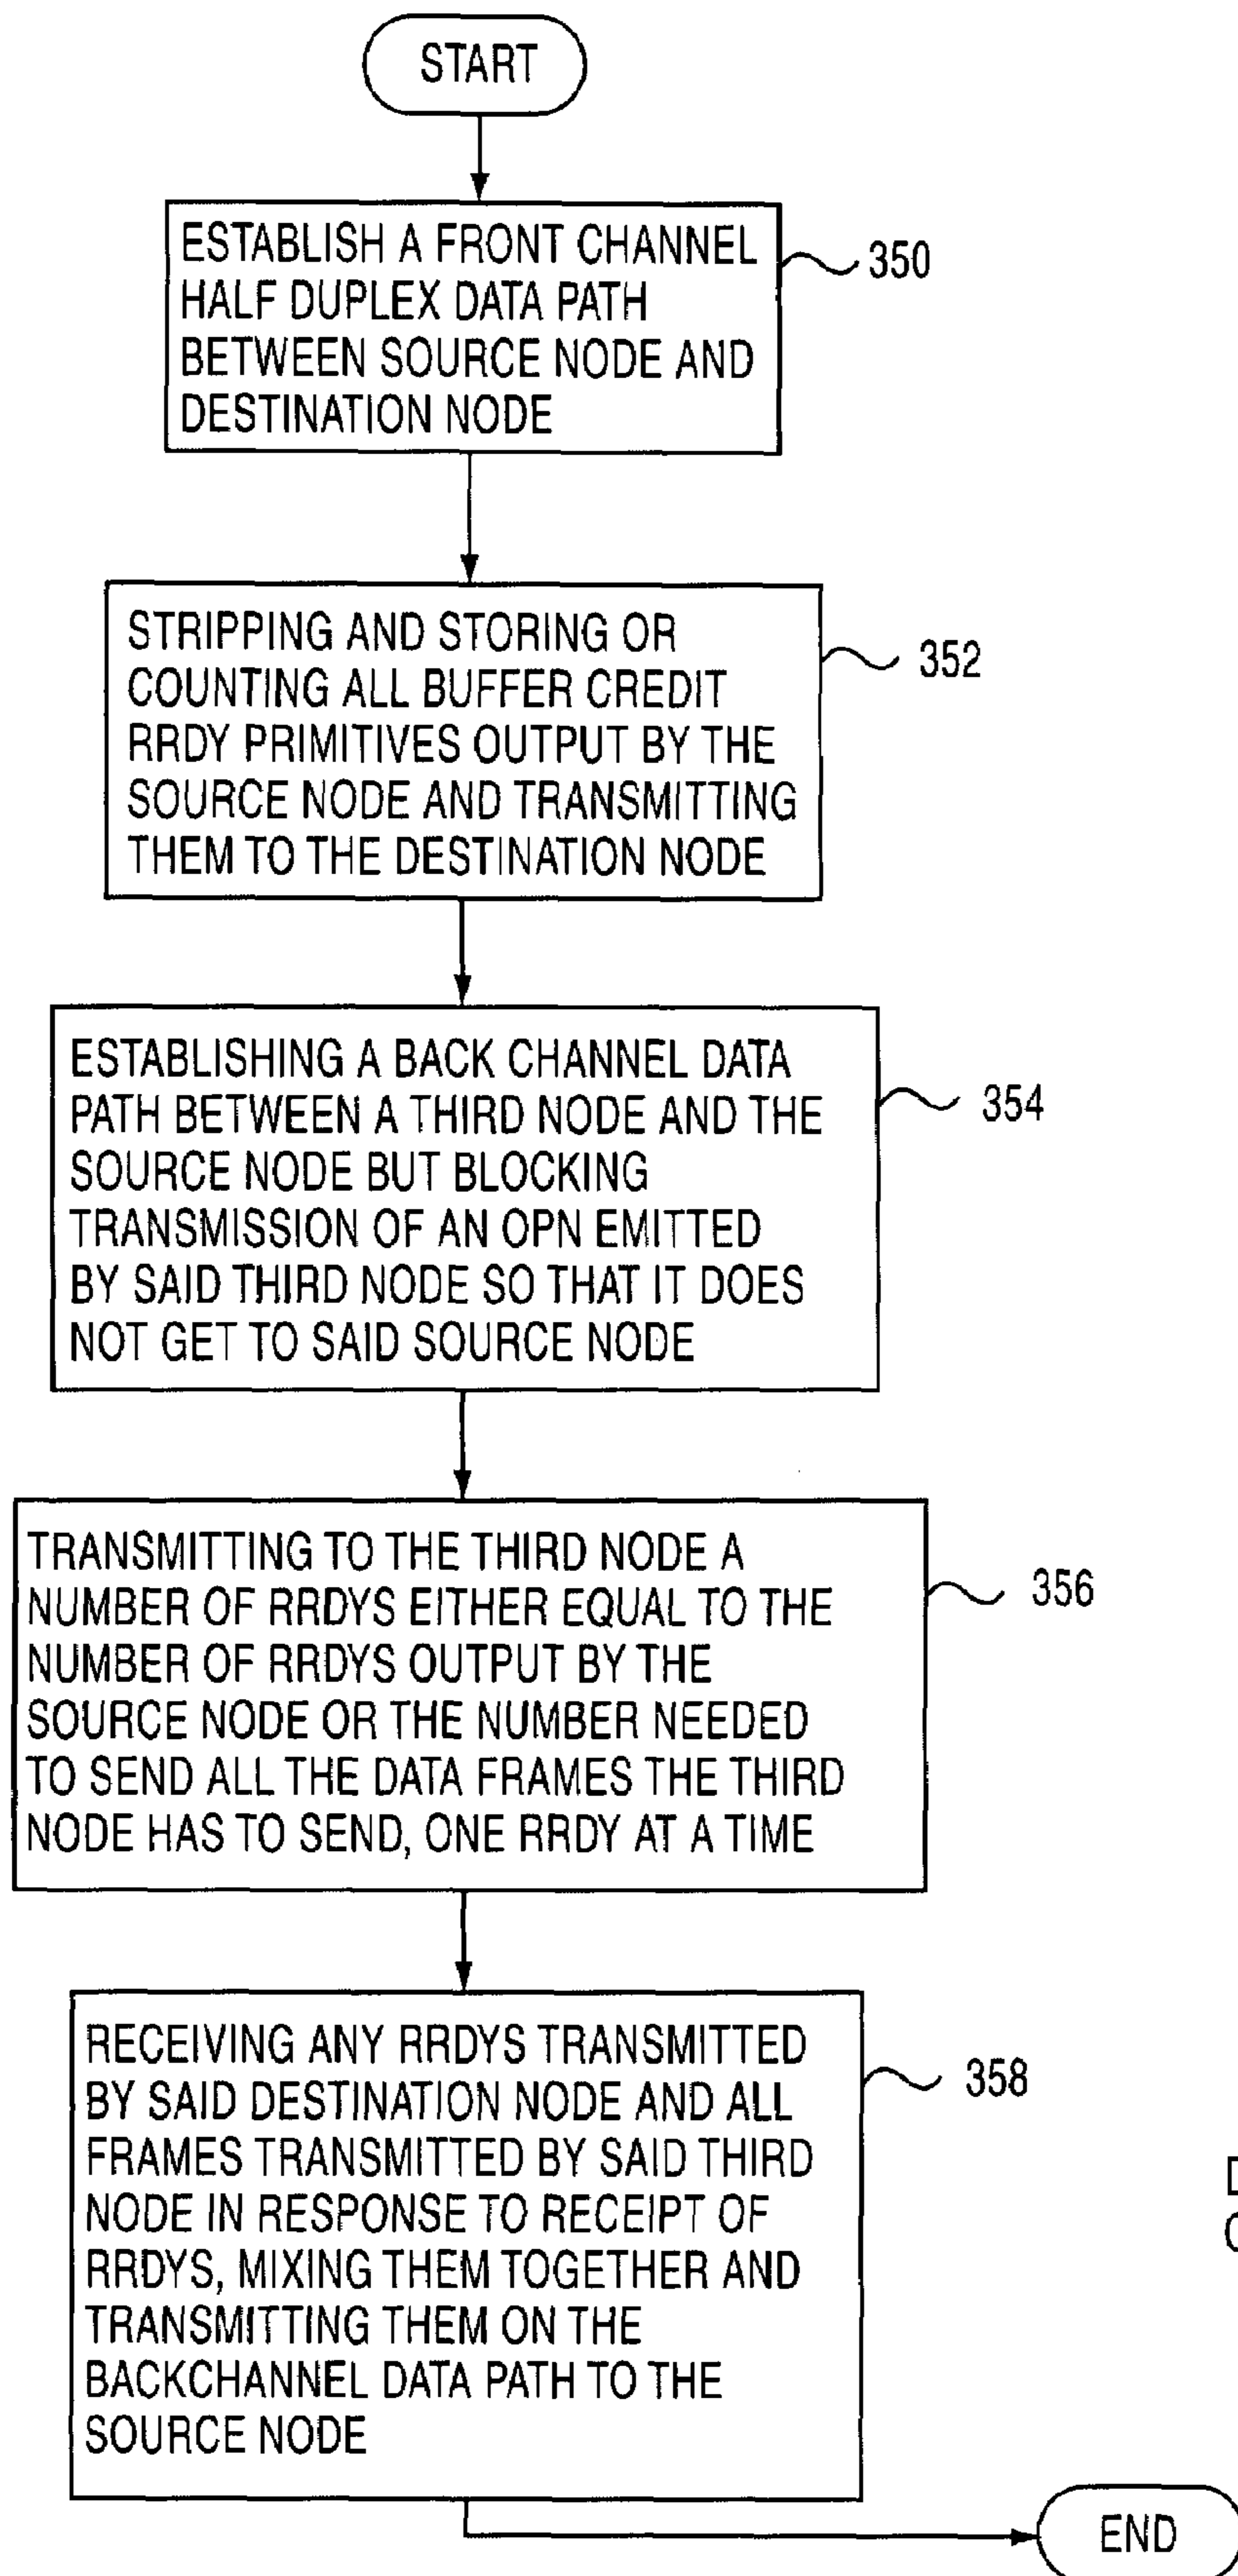 START
ESTABLISH A FRONT CHANNEL
HALF DUPLEX DATA PATH
BETWEEN SOURCE NODE AND
DESTINATION NODE
350
STRIPPING AND STORING OR
COUNTING ALL BUFFER CREDIT
RRDY PRIMITIVES OUTPUT BY THE
SOURCE NODE AND TRANSMITTING
THEM TO THE DESTINATION NODE
352
ESTABLISHING A BACK CHANNEL DATA
PATH BETWEEN A THIRD NODE AND THE
SOURCE NODE BUT BLOCKING
TRANSMISSION OF AN OPN EMITTED
BY SAID THIRD NODE SO THAT IT DOES
NOT GET TO SAID SOURCE NODE
354
TRANSMITTING TO THE THIRD NODE A
NUMBER OF RRDYS EITHER EQUAL TO THE
NUMBER OF RRDYS OUTPUT BY THE
SOURCE NODE OR THE NUMBER NEEDED
TO SEND ALL THE DATA FRAMES THE THIRD
NODE HAS TO SEND, ONE RRDY AT A TIME
356
RECEIVING ANY RRDYS TRANSMITTED
BY SAID DESTINATION NODE AND ALL
FRAMES TRANSMITTED BY SAID THIRD
NODE IN RESPONSE TO RECEIPT OF
RRDYS, MIXING THEM TOGETHER AND
TRANSMITTING THEM ON THE
BACKCHANNEL DATA PATH TO THE
SOURCE NODE
358
END